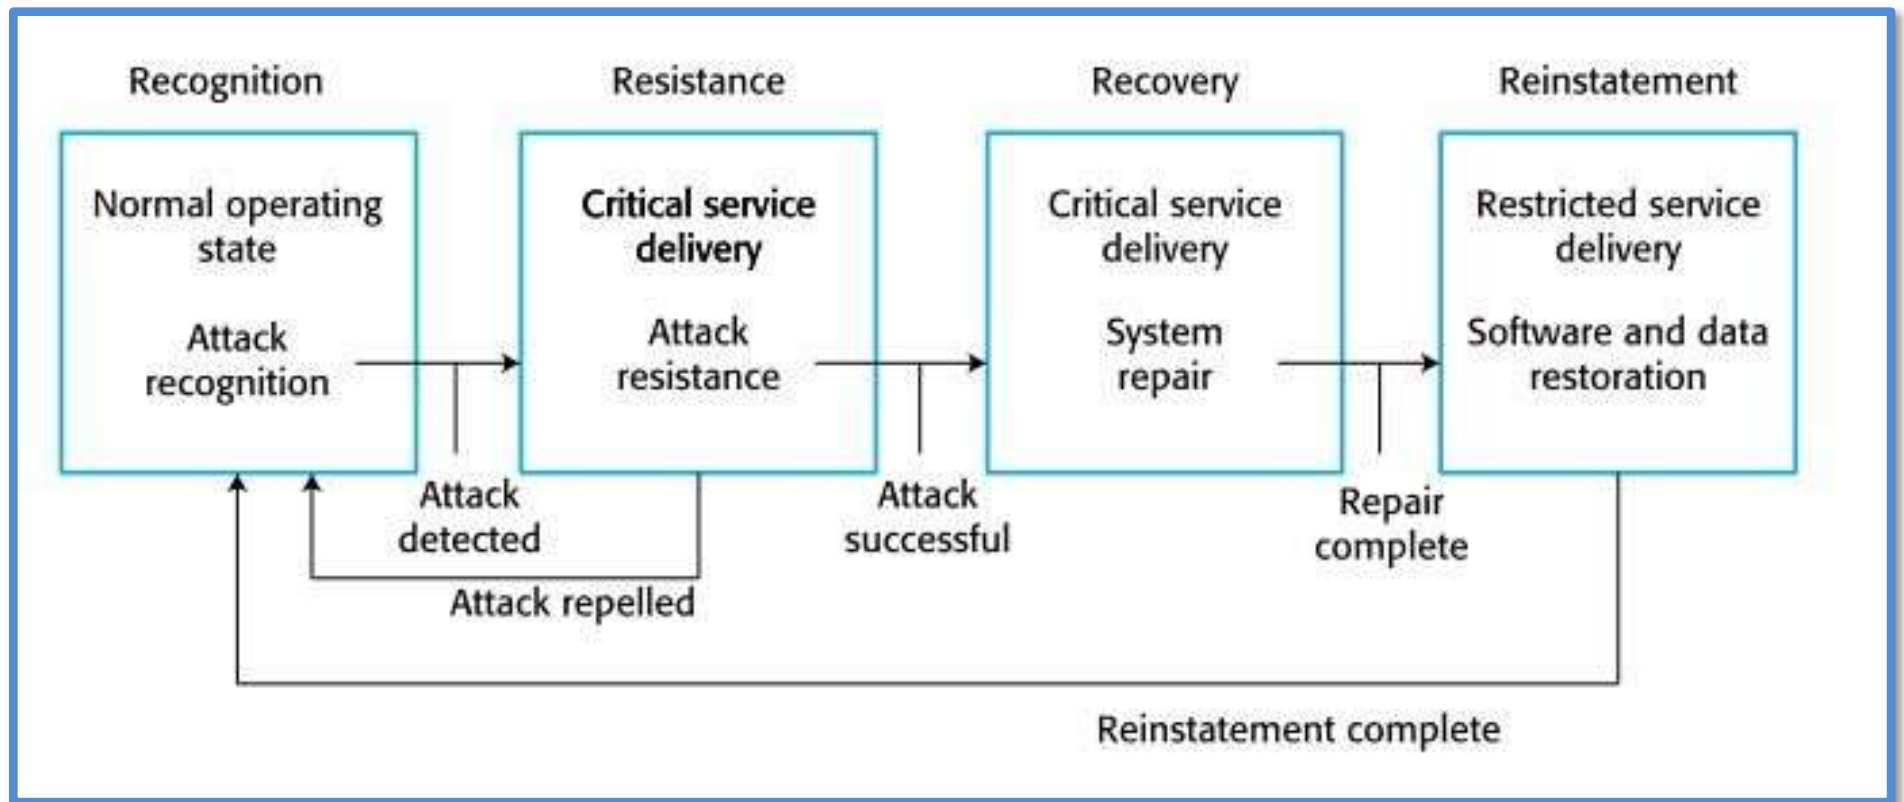 Recognition
Resistance
Recovery
Reinstatement
Normal operating
state
Attack
recognition
Critical service
delivery
Attack
resistance
Critical service
delivery
System
repair
Restricted service
delivery
Software and data
restoration
Attack
detected
Attack
successful
Repair
complete
Attack repelled
Reinstatement complete